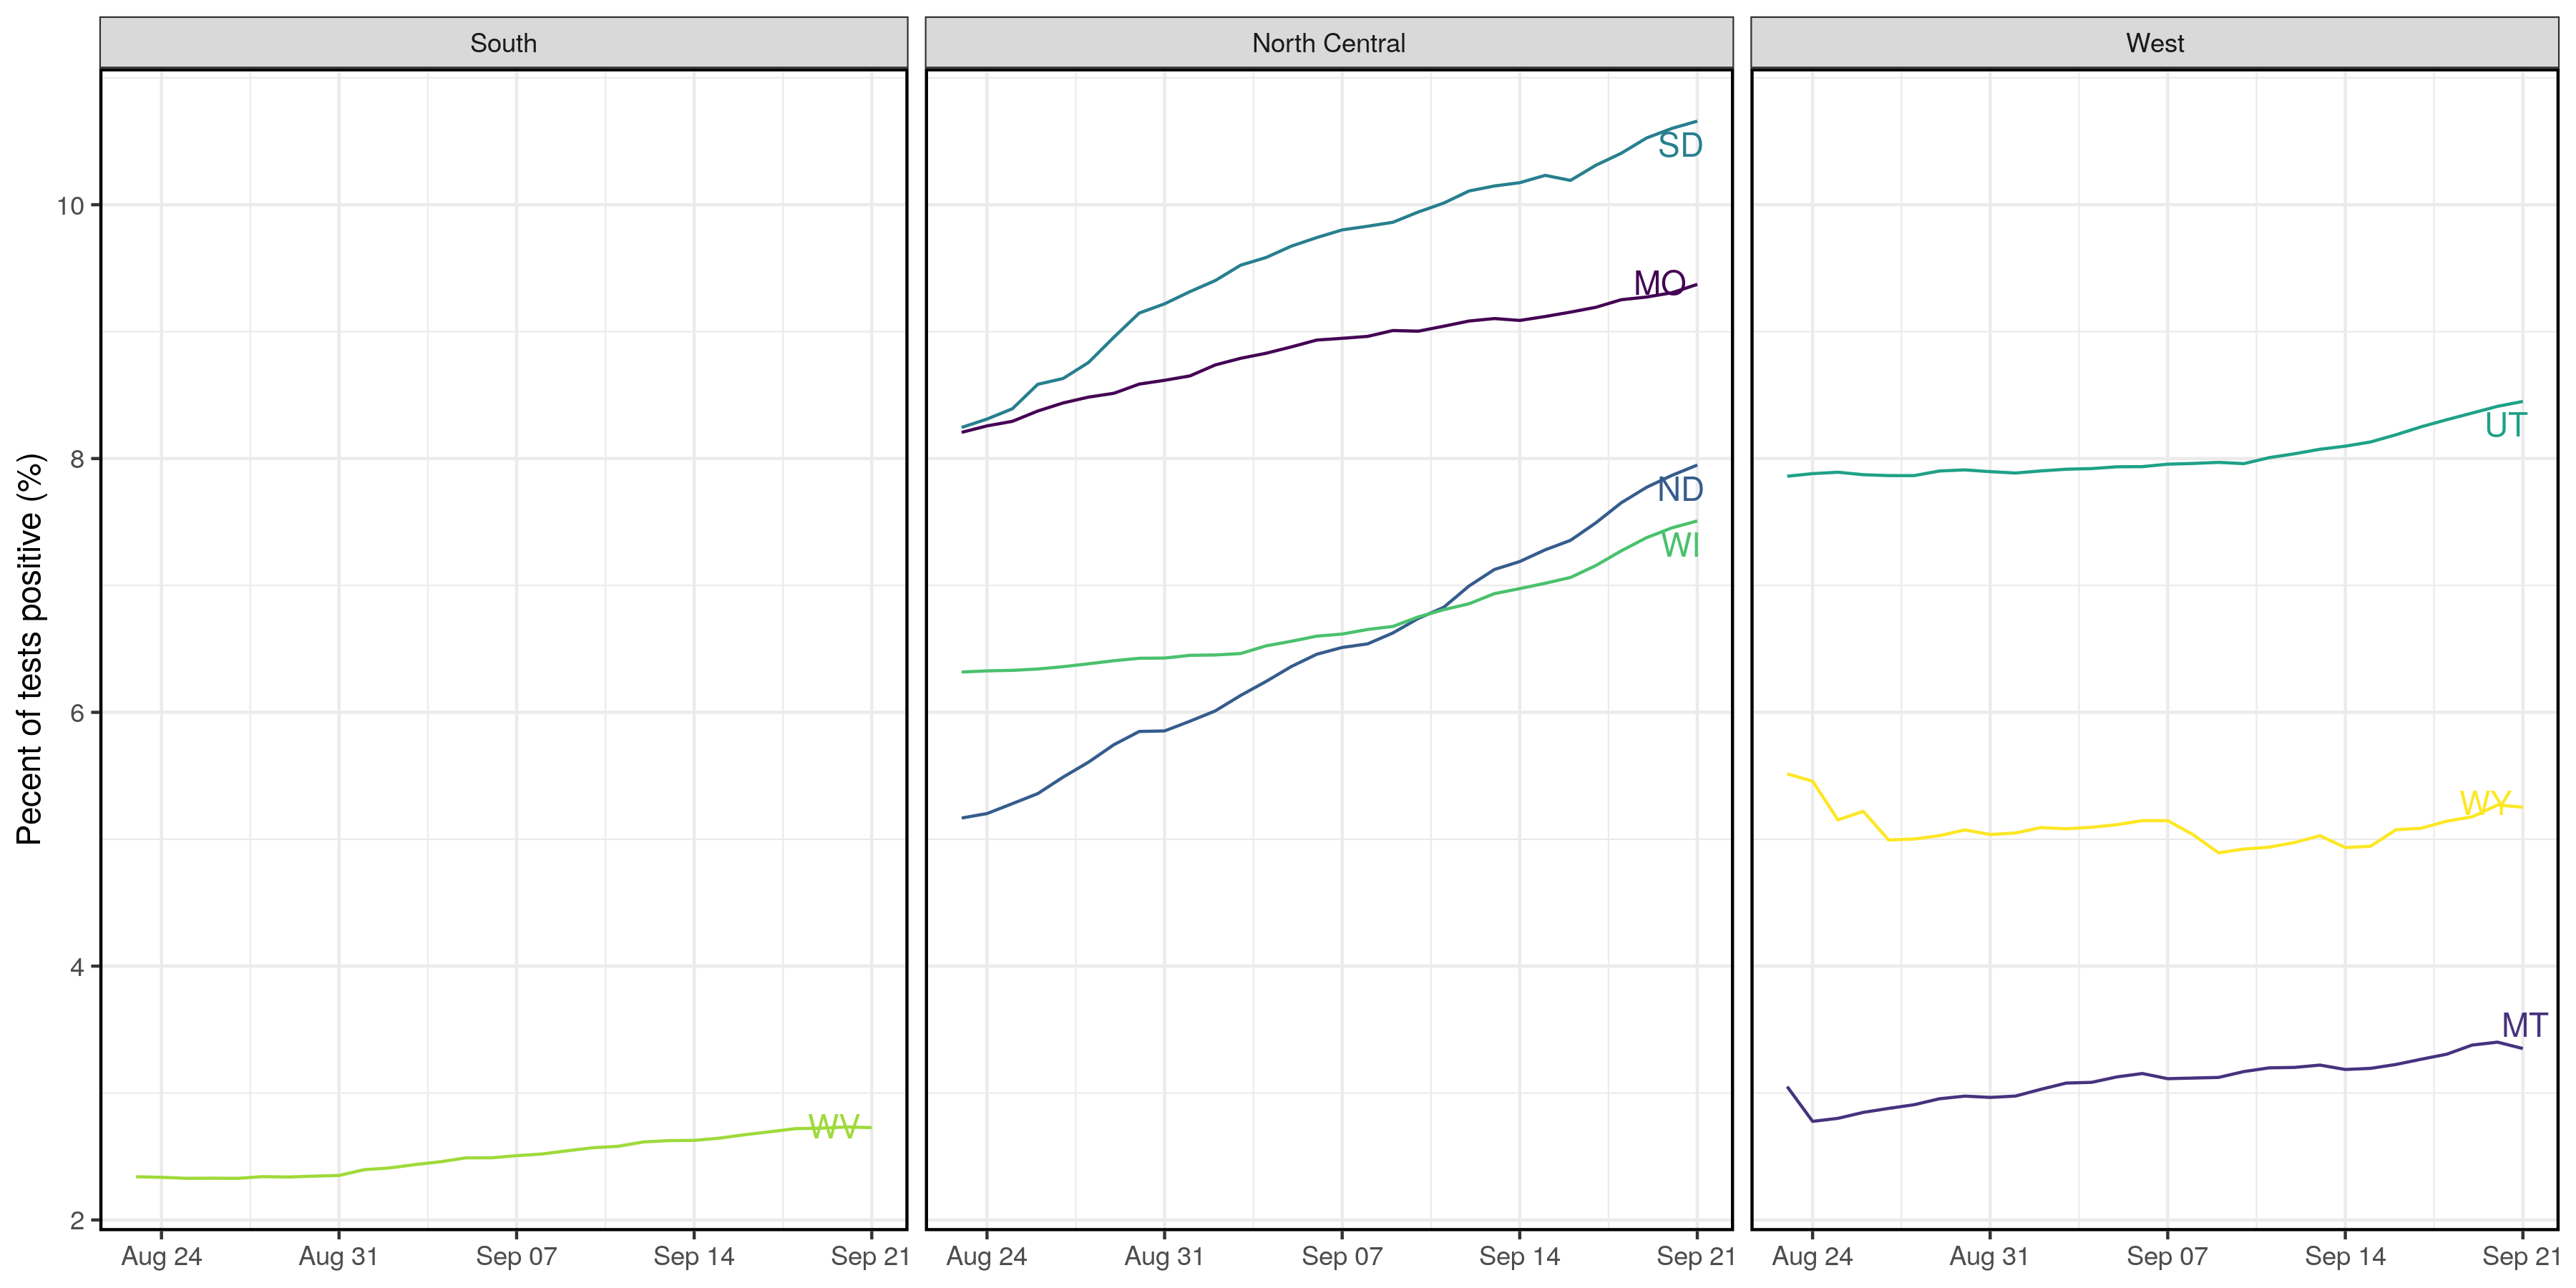 South
North Central
West
Pecent of tests positive (%)
10
8
6
4
2
SD
MO
ND
WI
UT
WY
MT
WV
Aug 24 Aug 31 Sep 07 Sep 14 Sep 21
Aug 24 Aug 31 Sep 07 Sep 14 Sep 21
Aug 24 Aug 31 Sep 07 Sep 14 Sep 21